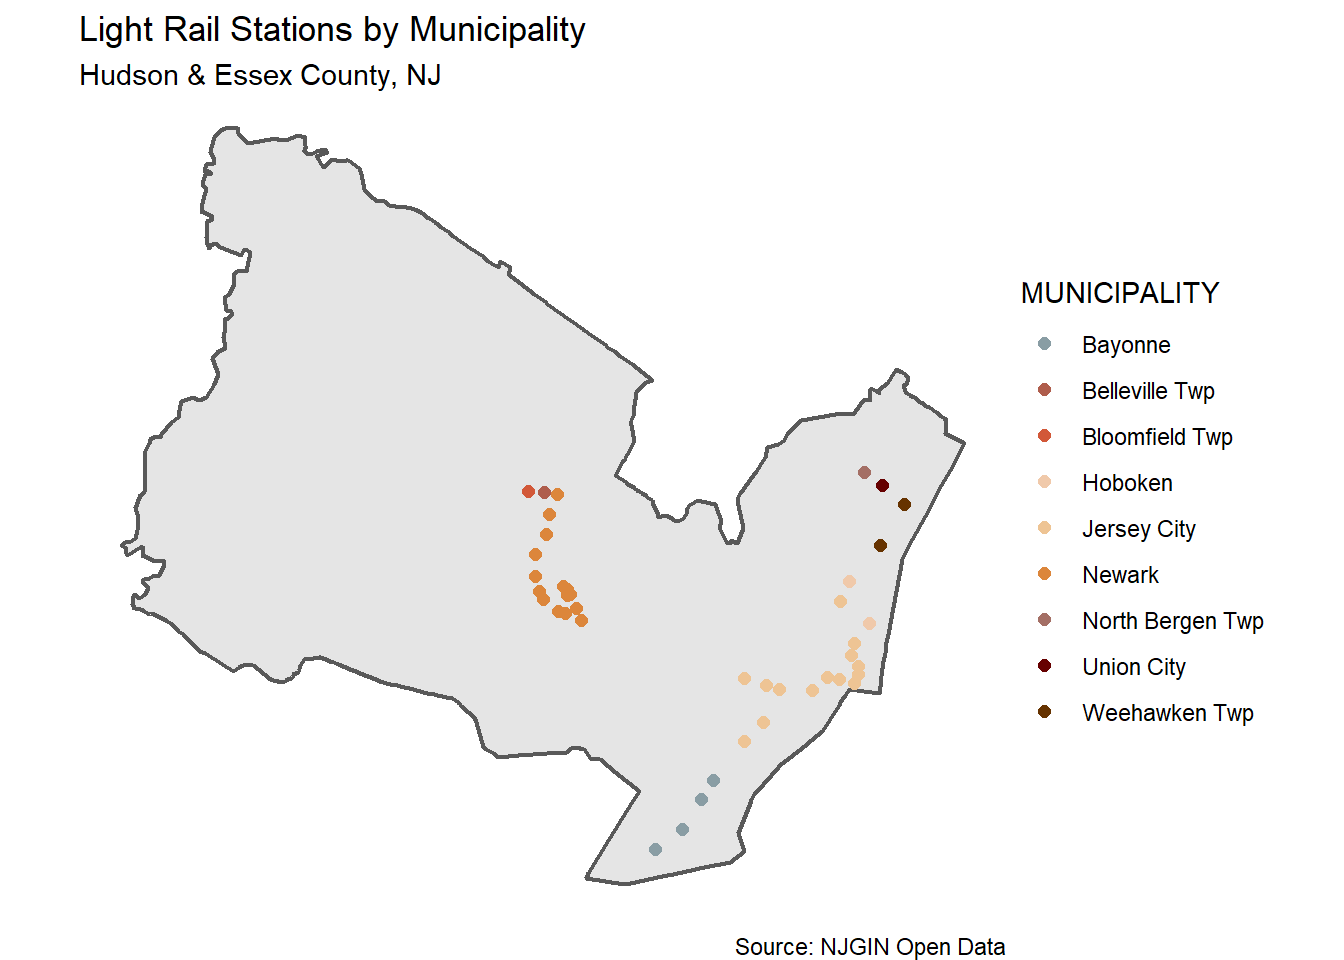 Light Rail Stations by Municipality
Hudson & Essex County, NJ
MUNICIPALITY
Bayonne
Belleville Twp
Bloomfield Twp
Hoboken
Jersey City
Newark
North Bergen Twp
Union City
Weehawken Twp
Source: NJGIN Open Data